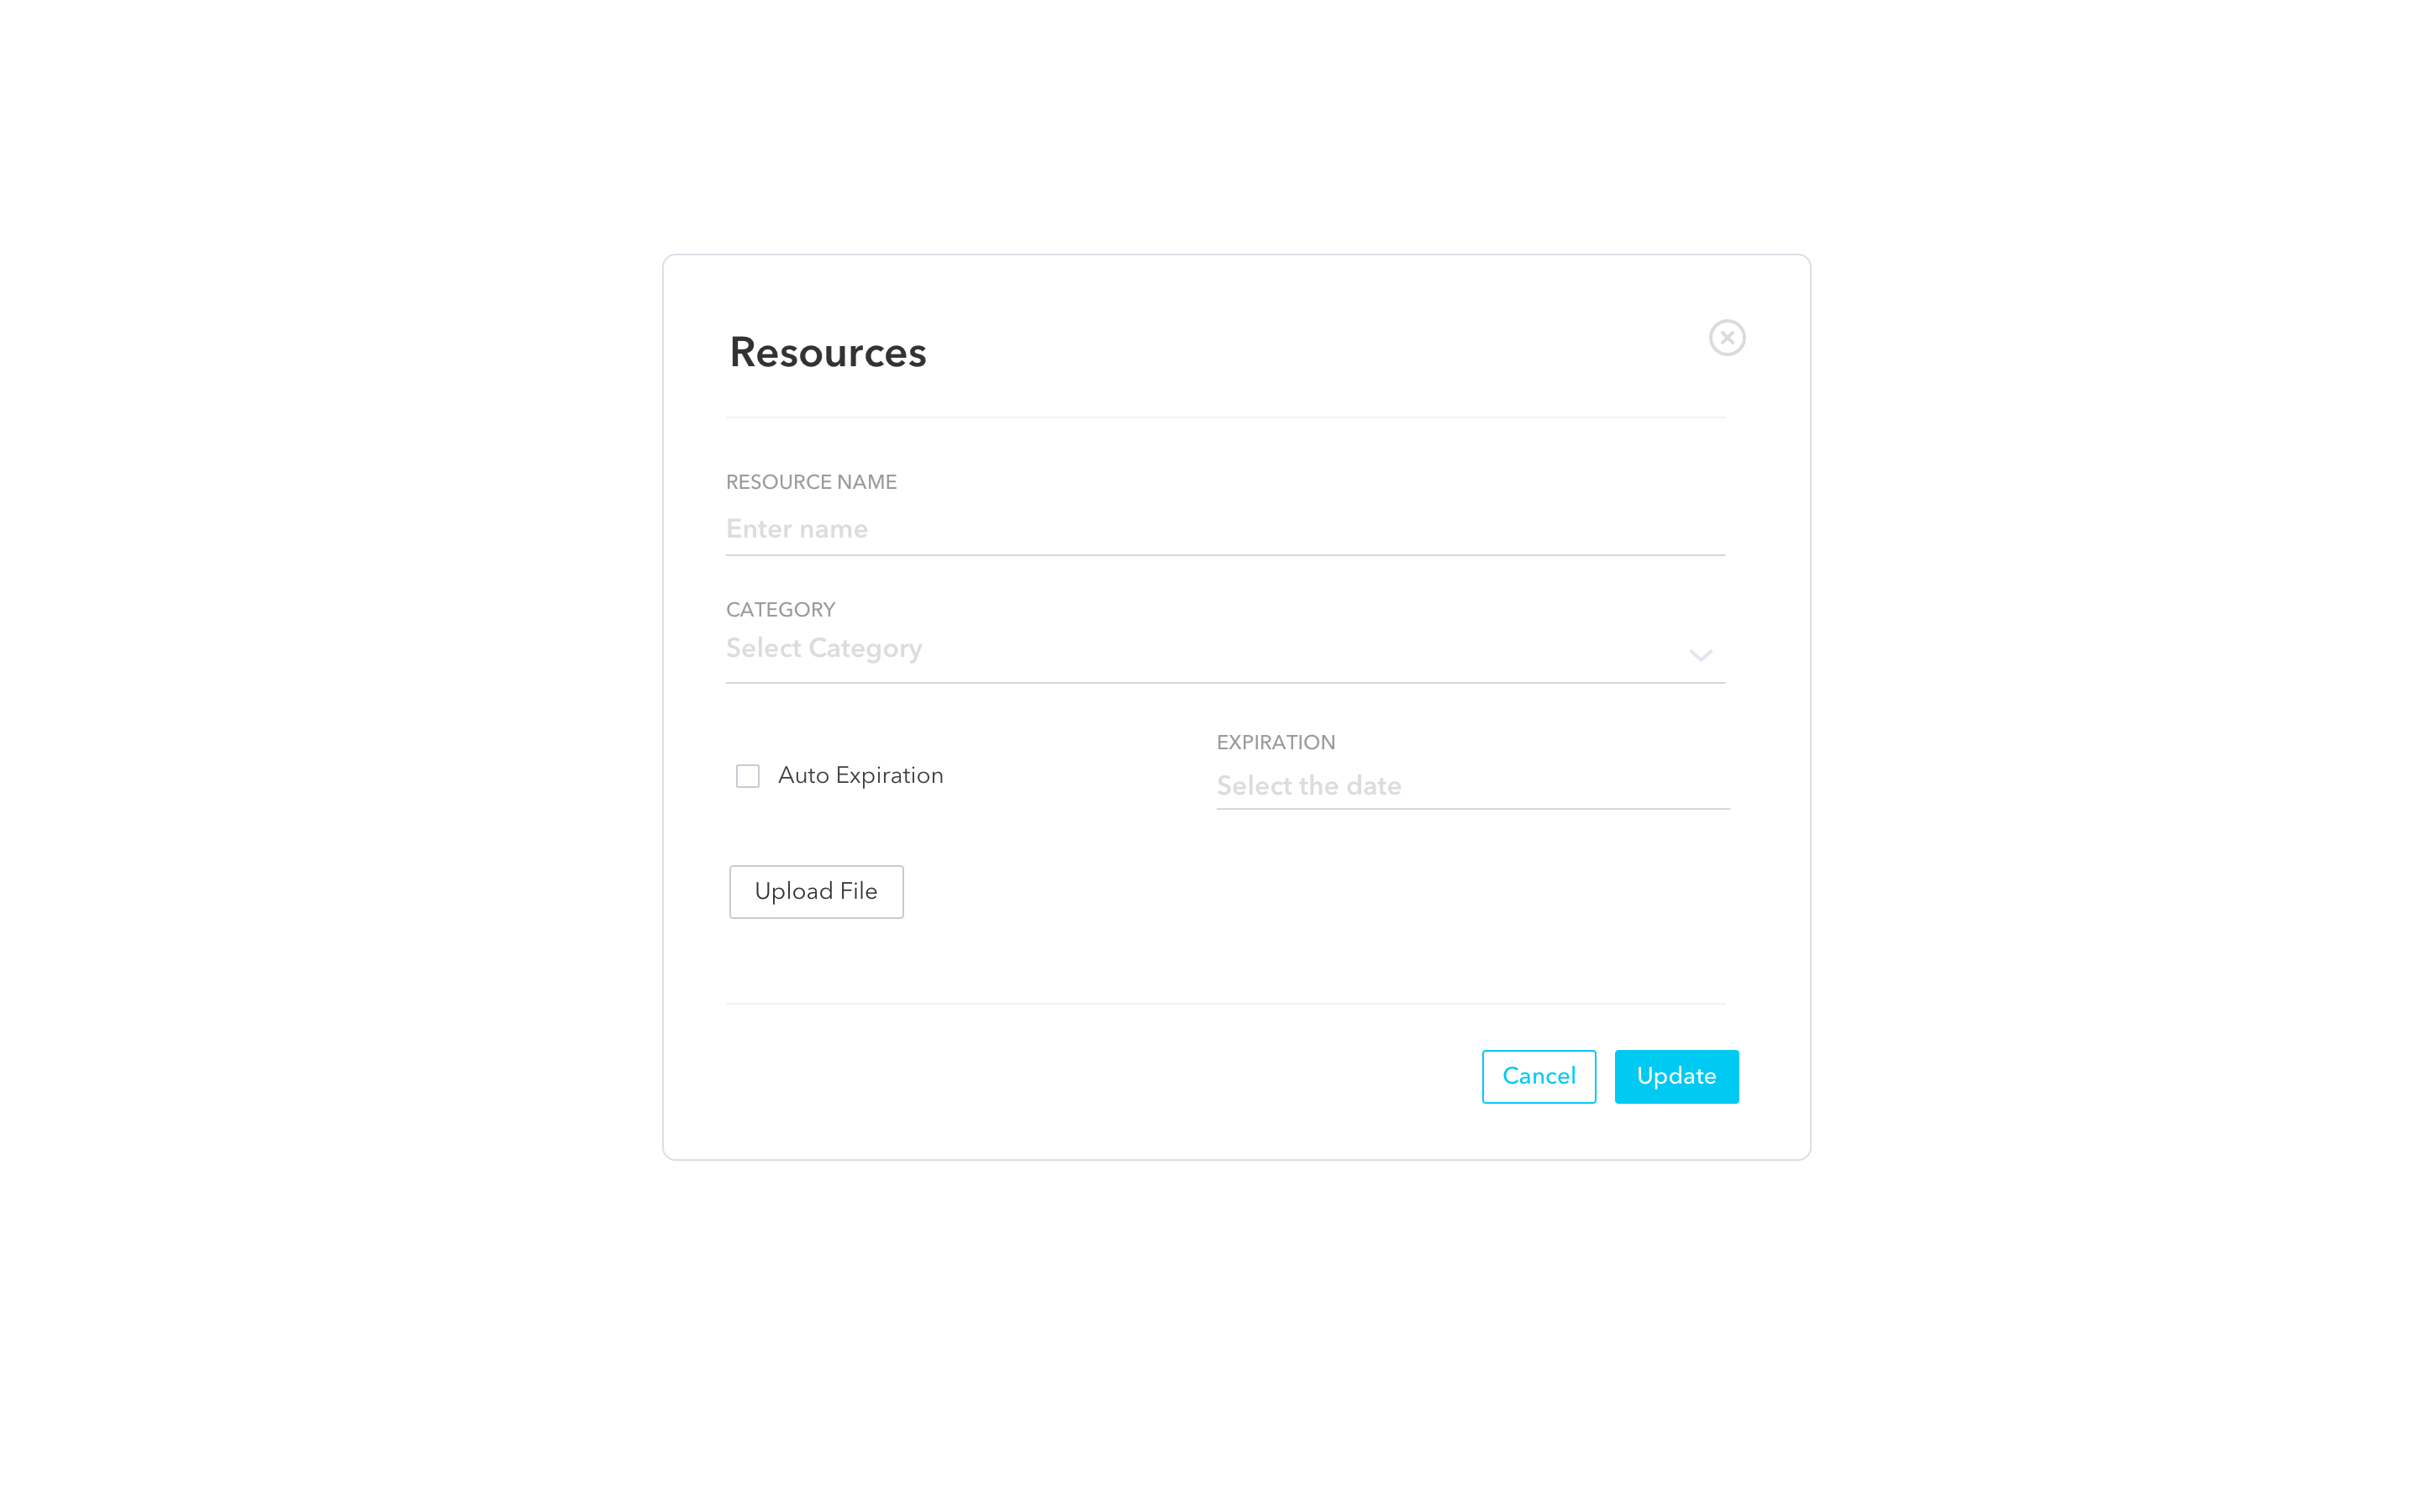 Resources
RESOURCE NAME
Enter name
CATEGORY
Select Category
Auto Expiration
EXPIRATION
Select the date
Upload File
Cancel
Update